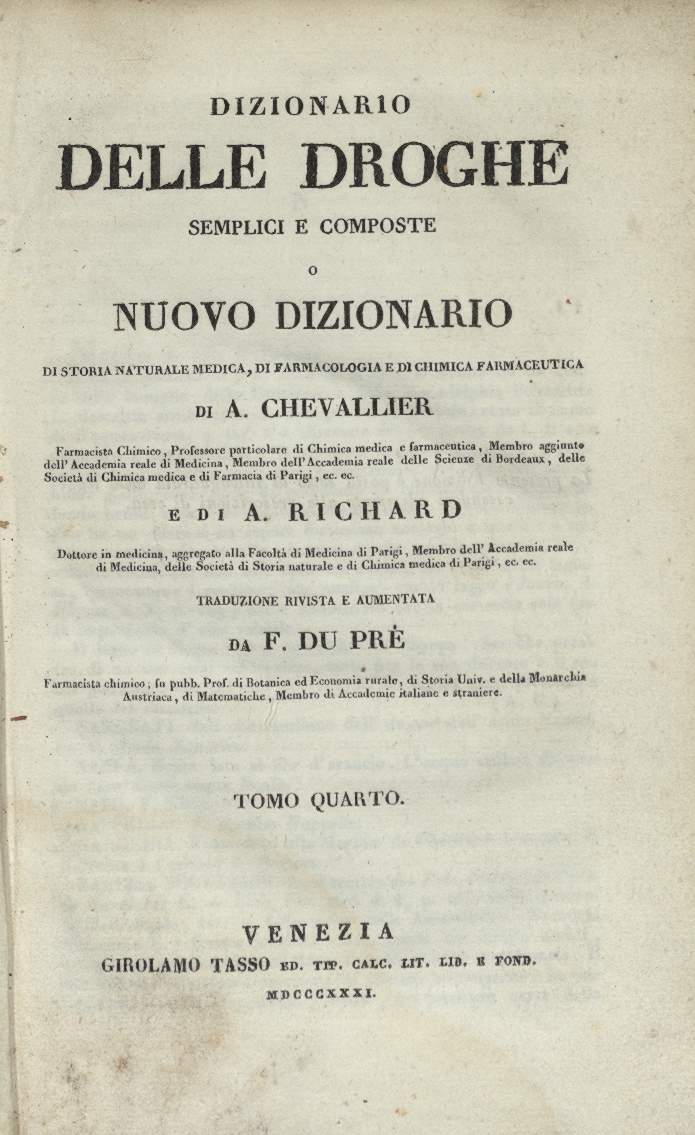 DIZIONARIO
DELLE DROGHE
SEMPLICI E COMPOSTE
O
NUOVO DIZIONARIO
DI STORIA NATURALE MEDICA, DI FARMACOLOGIA E DI CHIMICA FARMACEUTICA
DI A. CHEVALLIER
Farmacista Chimico, Professore particolare di Chimica medica e farmaceutica, Membro aggiunto
dell' Accademia reale di Medicina, Membro dell' Accademia reale delle Scienze di Bordeaux, delle
Società di Chimica medica e di Farmacia di Parigi, ec. ec.
E DI A. RICHARD
Dottore in medicina, aggregato alla Facoltà di Medicina di Parigi, Membro dell' Accademia reale
di Medicina, delle Società di Storia naturale e di Chimica medica di Parigi, ec. ec.
TRADUZIONE RIVISTA E AUMENTATA
DA F. DU PRÈ
Farmacista chimico; fu pubb. Prof. di Botanica ed Economia rurale, di Storia Univ. e della Monarchia
Austriaca, di Matematiche, Membro di Accademie italiane e straniere.
TOMO QUARTO.
VENEZIA
GIROLAMO TASSO ED. TIP. CALC. LIT. LIB. E FOND.
MDCCCXXXI.